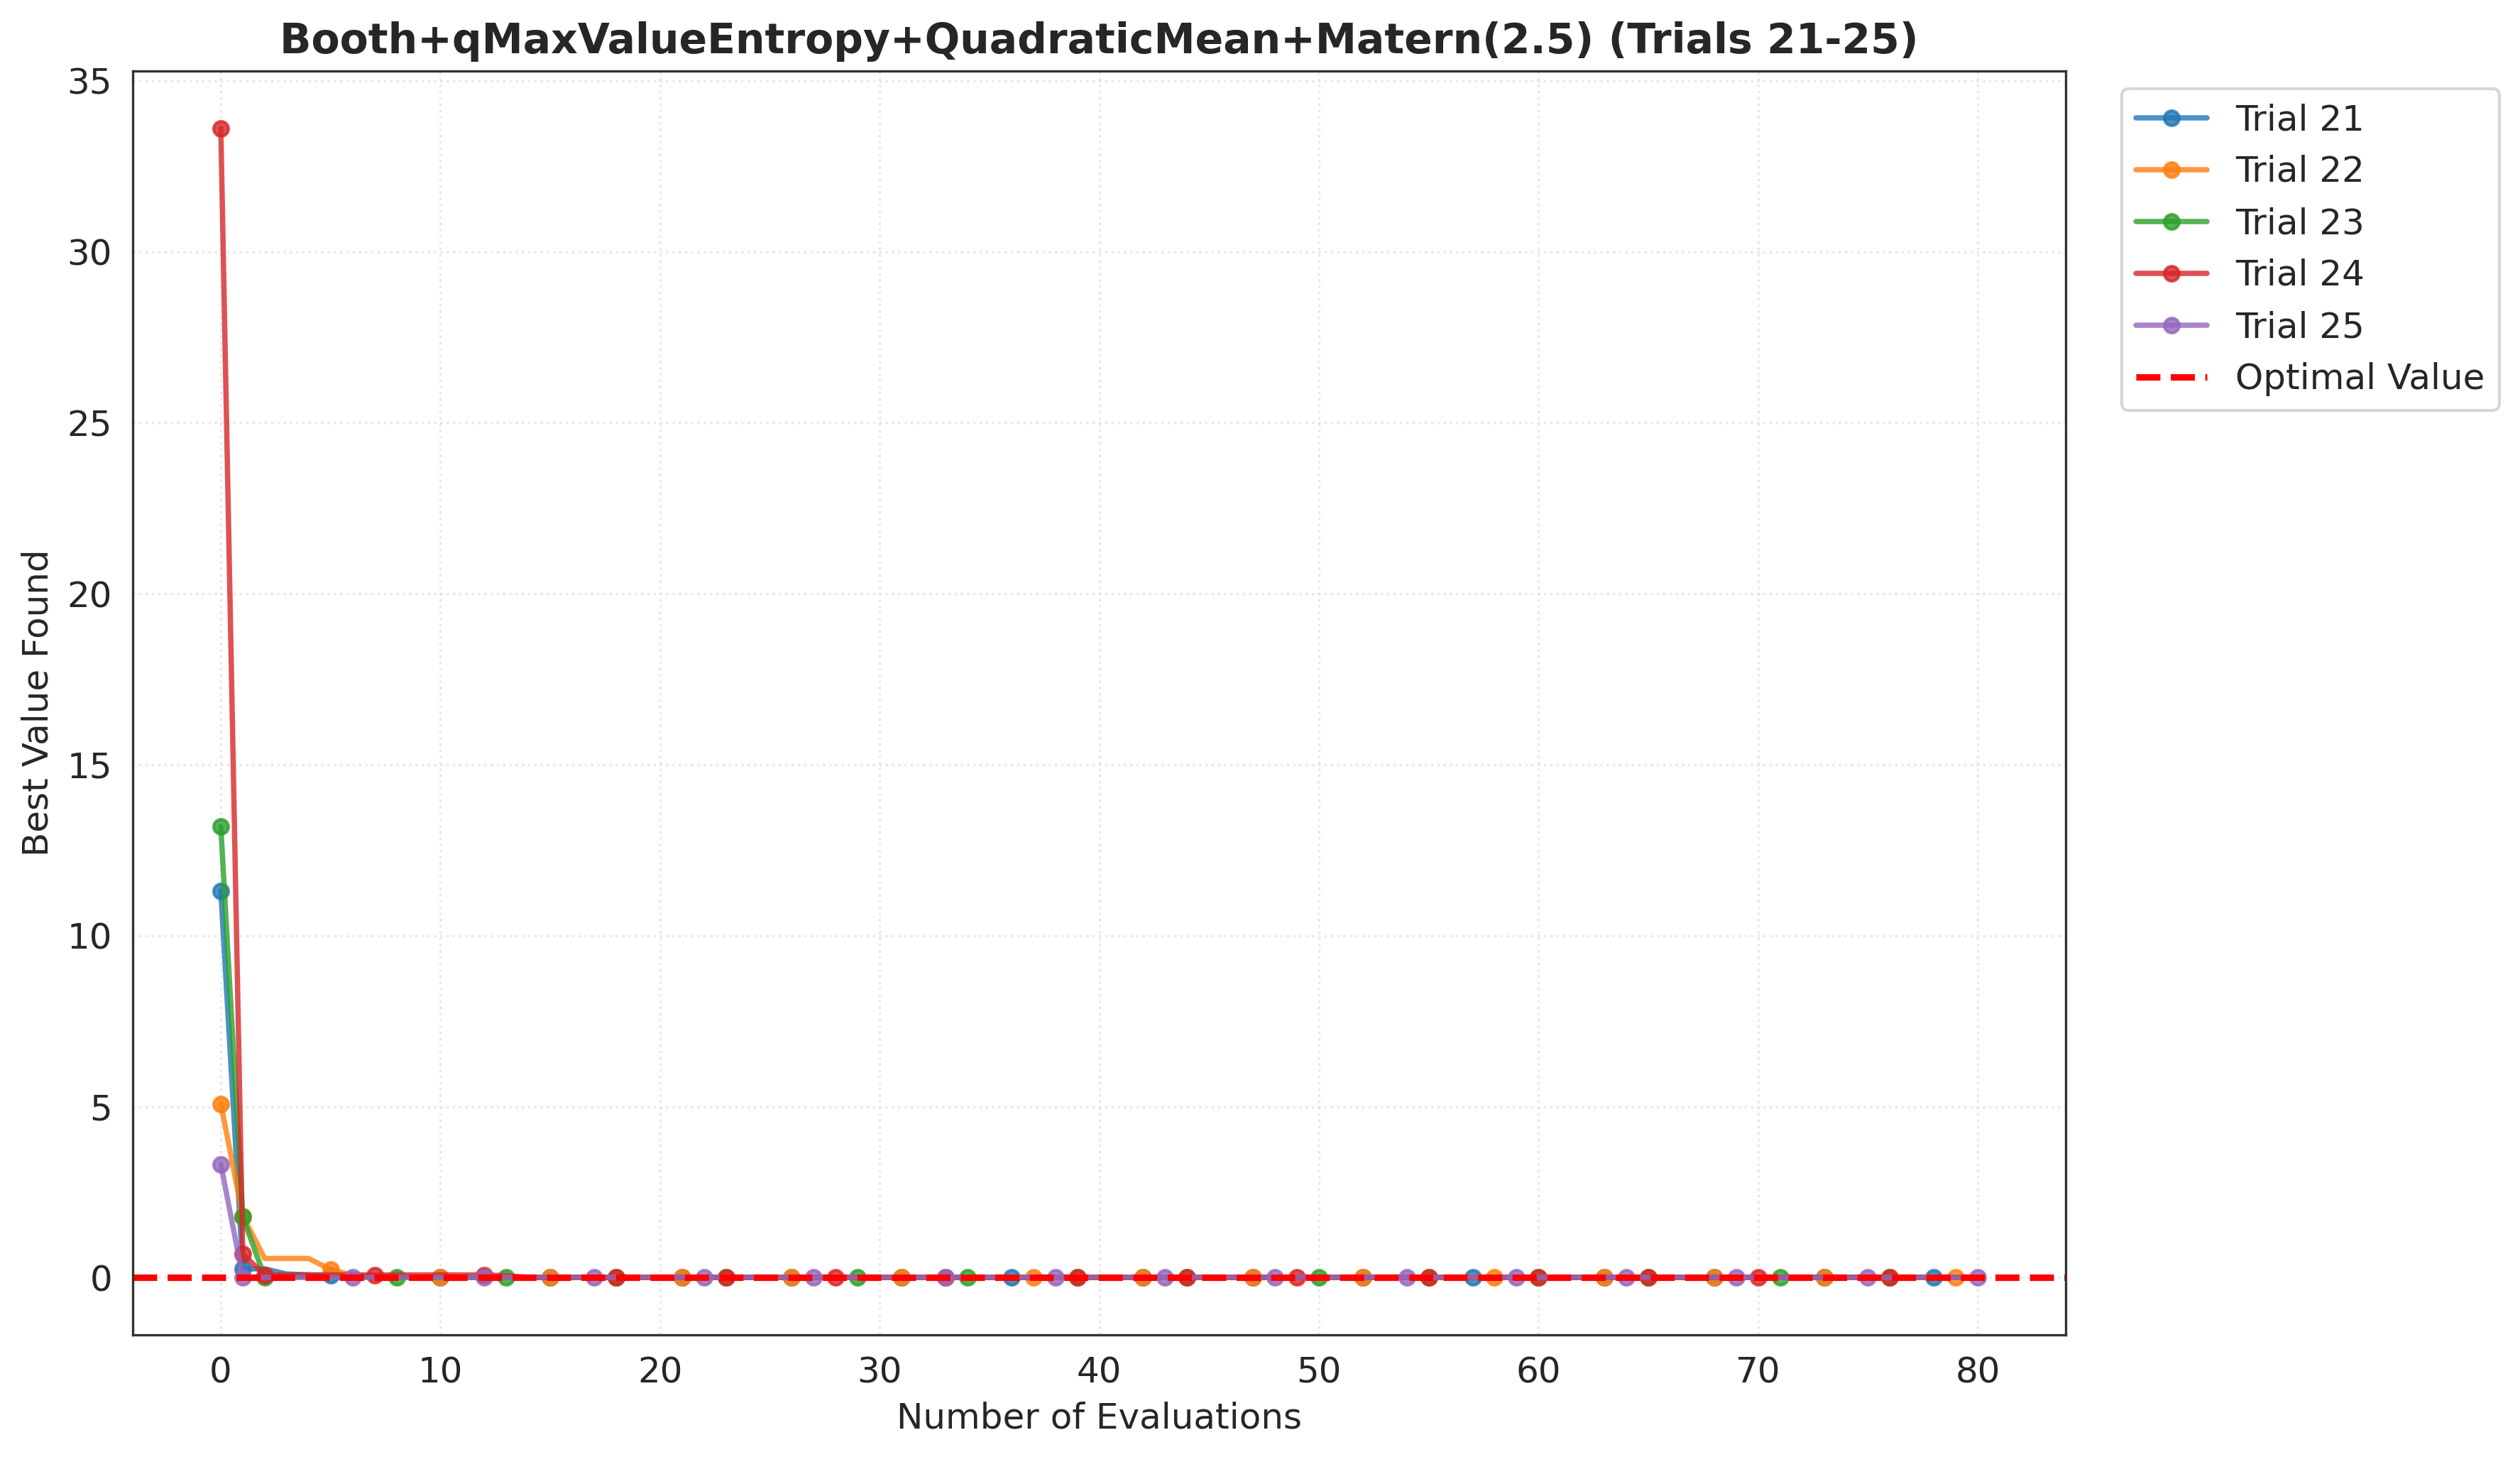 Booth+qMaxValueEntropy+QuadraticMean+Matern(2.5) (Trials 21-25)
35
30
25
20
15
10
5
0
Best Value Found
0 10 20 30 40 50 60 70 80
Number of Evaluations
Trial 21
Trial 22
Trial 23
Trial 24
Trial 25
Optimal Value